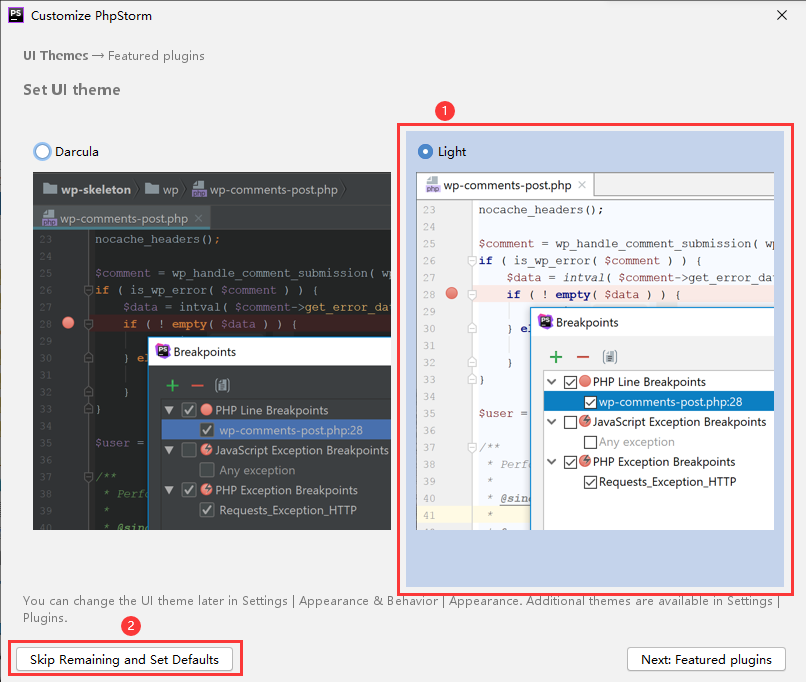 PS Customize PhpStorm
UI Themes → Featured plugins
Set UI theme
1
Darcula
wp-skeleton wp wp-comments-post.php
wp-comments-post.php
23 nocache_headers();
24
25 $comment = wp_handle_comment_submission( wp
26 if ( is_wp_error( $comment ) ) {
27 $data = intval( $comment->get_error_da
28 if ( ! empty( $data ) ) {
29
30 } el
31
32 }
33 }
34
35 $user =
36
37 /**
38 * Perfo
39 *
40 * @sinc
PS Breakpoints
PHP Line Breakpoints
wp-comments-post.php:28
JavaScript Exception Breakpoints
Any exception
PHP Exception Breakpoints
Requests_Exception_HTTP
Light
wp-comments-post.php
23 nocache_headers();
24
25 $comment = wp_handle_comment_submission( wp
26 if ( is_wp_error( $comment ) ) {
27 $data = intval( $comment->get_error_dat
28 if ( ! empty( $data ) ) {
29
30 } el
31
32 }
33 }
34
35 $user =
36
37 /**
38 * Perfo
39 *
40 * @sinc
41 *
PS Breakpoints
PHP Line Breakpoints
wp-comments-post.php:28
JavaScript Exception Breakpoints
Any exception
PHP Exception Breakpoints
Requests_Exception_HTTP
You can change the UI theme later in Settings | Appearance & Behavior | Appearance. Additional themes are available in Settings |
Plugins.
2
Skip Remaining and Set Defaults
Next: Featured plugins